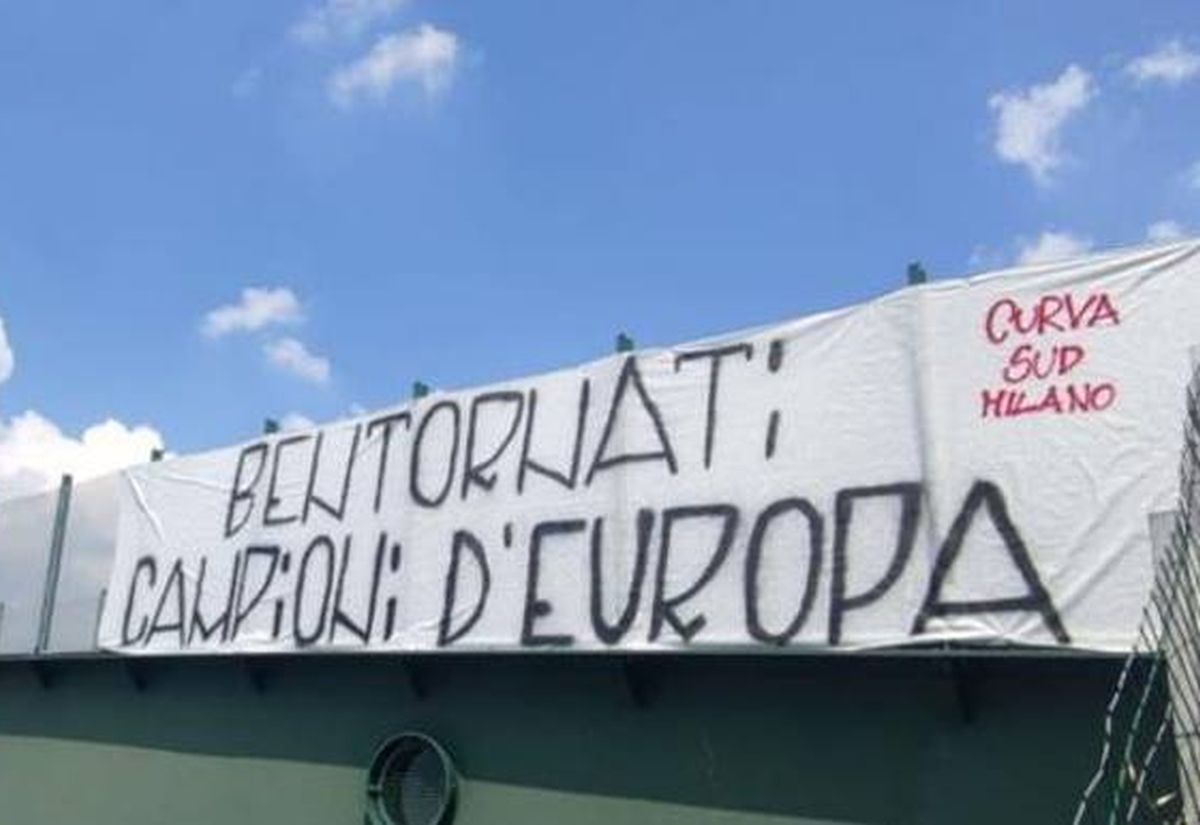 BENTORNATI
CAMPIONI D'EUROPA
CURVA
SUD
MILANO